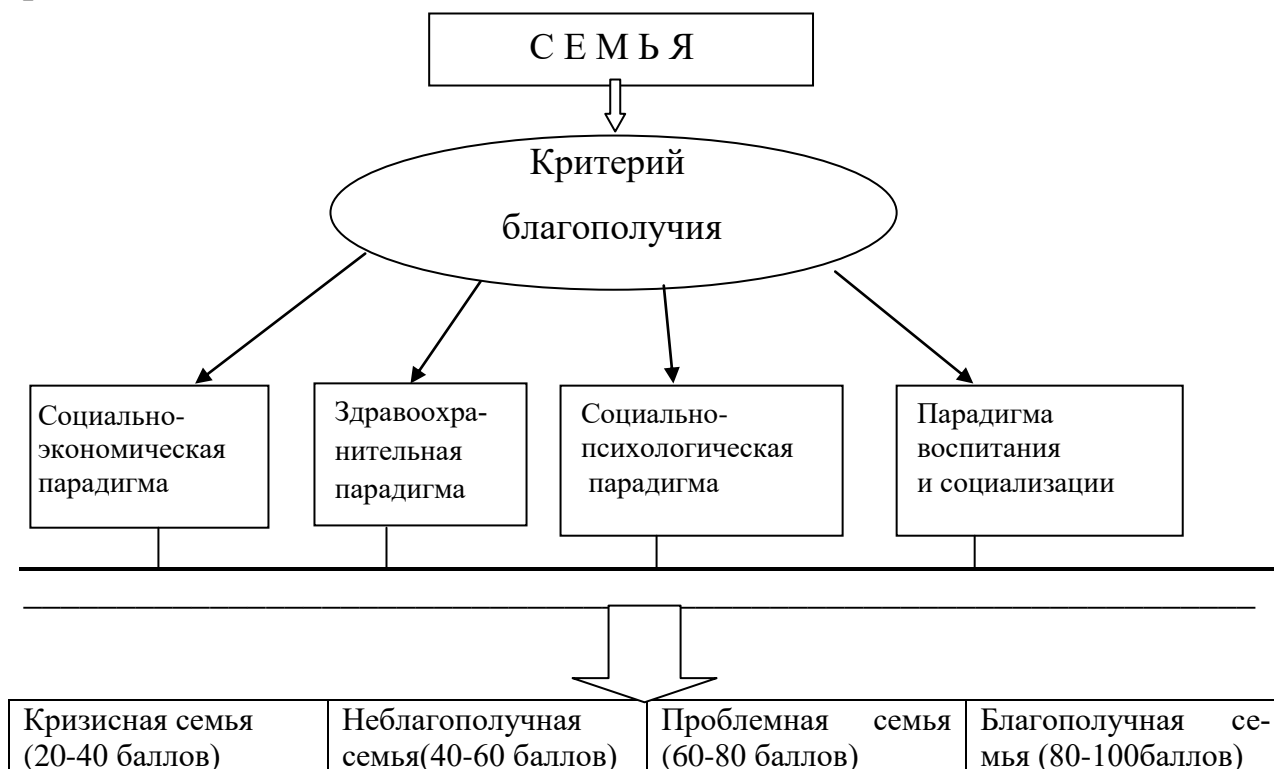 С Е М Ь Я
Критерий
благополучия
Социально-
экономическая
парадигма
Здравоохра-
нительная
парадигма
Социально-
психологическая
парадигма
Парадигма
воспитания
и социализации
Кризисная семья
(20-40 баллов)
Неблагополучная
семья(40-60 баллов)
Проблемная семья
(60-80 баллов)
Благополучная се-
мья (80-100баллов)